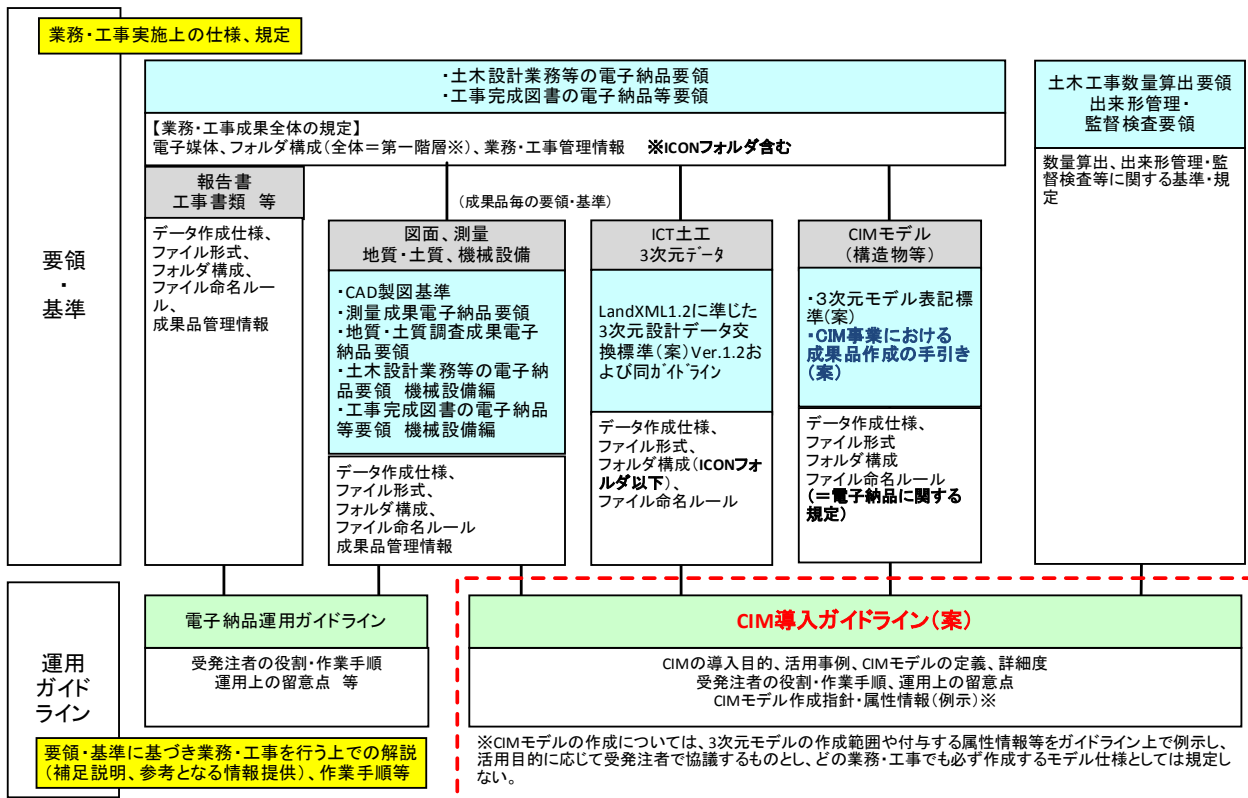 業務・工事実施上の仕様、規定
要領
・
基準
・土木設計業務等の電子納品要領
・工事完成図書の電子納品等要領
【業務・工事成果全体の規定】
電子媒体、フォルダ構成(全体＝第一階層※)、業務・工事管理情報　※ICONフォルダ含む
土木工事数量算出要領
出来形管理・
監督検査要領
数量算出、出来形管理・監
督検査等に関する基準・規
定
(成果品毎の要領・基準)
報告書
工事書類 等
データ作成仕様、
ファイル形式、
フォルダ構成、
ファイル命名ルー
ル、
成果品管理情報
図面、測量
地質・土質、機械設備
・CAD製図基準
・測量成果電子納品要領
・地質・土質調査成果電子
納品要領
・土木設計業務等の電子納
品要領 機械設備編
・工事完成図書の電子納品
等要領 機械設備編
データ作成仕様、
ファイル形式、
フォルダ構成、
ファイル命名ルール
成果品管理情報
ICT土工
3次元データ
LandXML1.2に準じた
3次元設計データ交
換標準(案)Ver.1.2お
よび同ガイドライン
データ作成仕様、
ファイル形式、
フォルダ構成(ICONフォ
ルダ以下)、
ファイル命名ルール
CIMモデル
(構造物等)
・３次元モデル表記標
準(案)
・CIM事業における
成果品作成の手引き
(案)
データ作成仕様、
ファイル形式
フォルダ構成
ファイル命名ルール
(＝電子納品に関する
規定)
運用
ガイド
ライン
電子納品運用ガイドライン
受発注者の役割・作業手順
運用上の留意点 等
要領・基準に基づき業務・工事を行う上での解説
(補足説明、参考となる情報提供)、作業手順等
CIM導入ガイドライン(案)
CIMの導入目的、活用事例、CIMモデルの定義、詳細度
受発注者の役割・作業手順、運用上の留意点
CIMモデル作成指針・属性情報(例示)※
※CIMモデルの作成については、3次元モデルの作成範囲や付与する属性情報等をガイドライン上で例示し、
活用目的に応じて受発注者で協議するものとし、どの業務・工事でも必ず作成するモデル仕様としては規定し
ない。